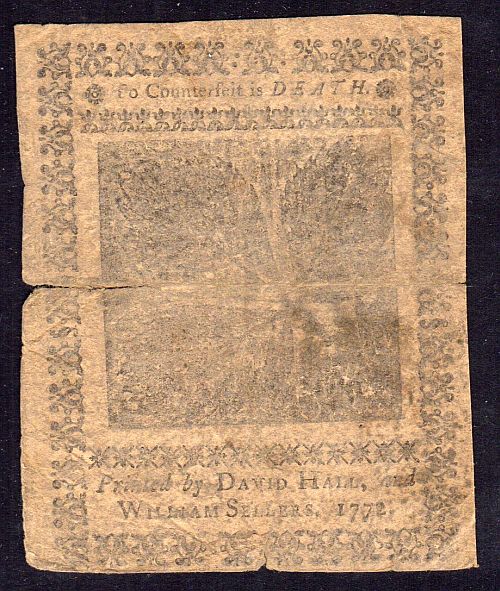 To Counterfeit is DEATH.
Printed by DAVID HALL, and
WILLIAM SELLERS. 1772.